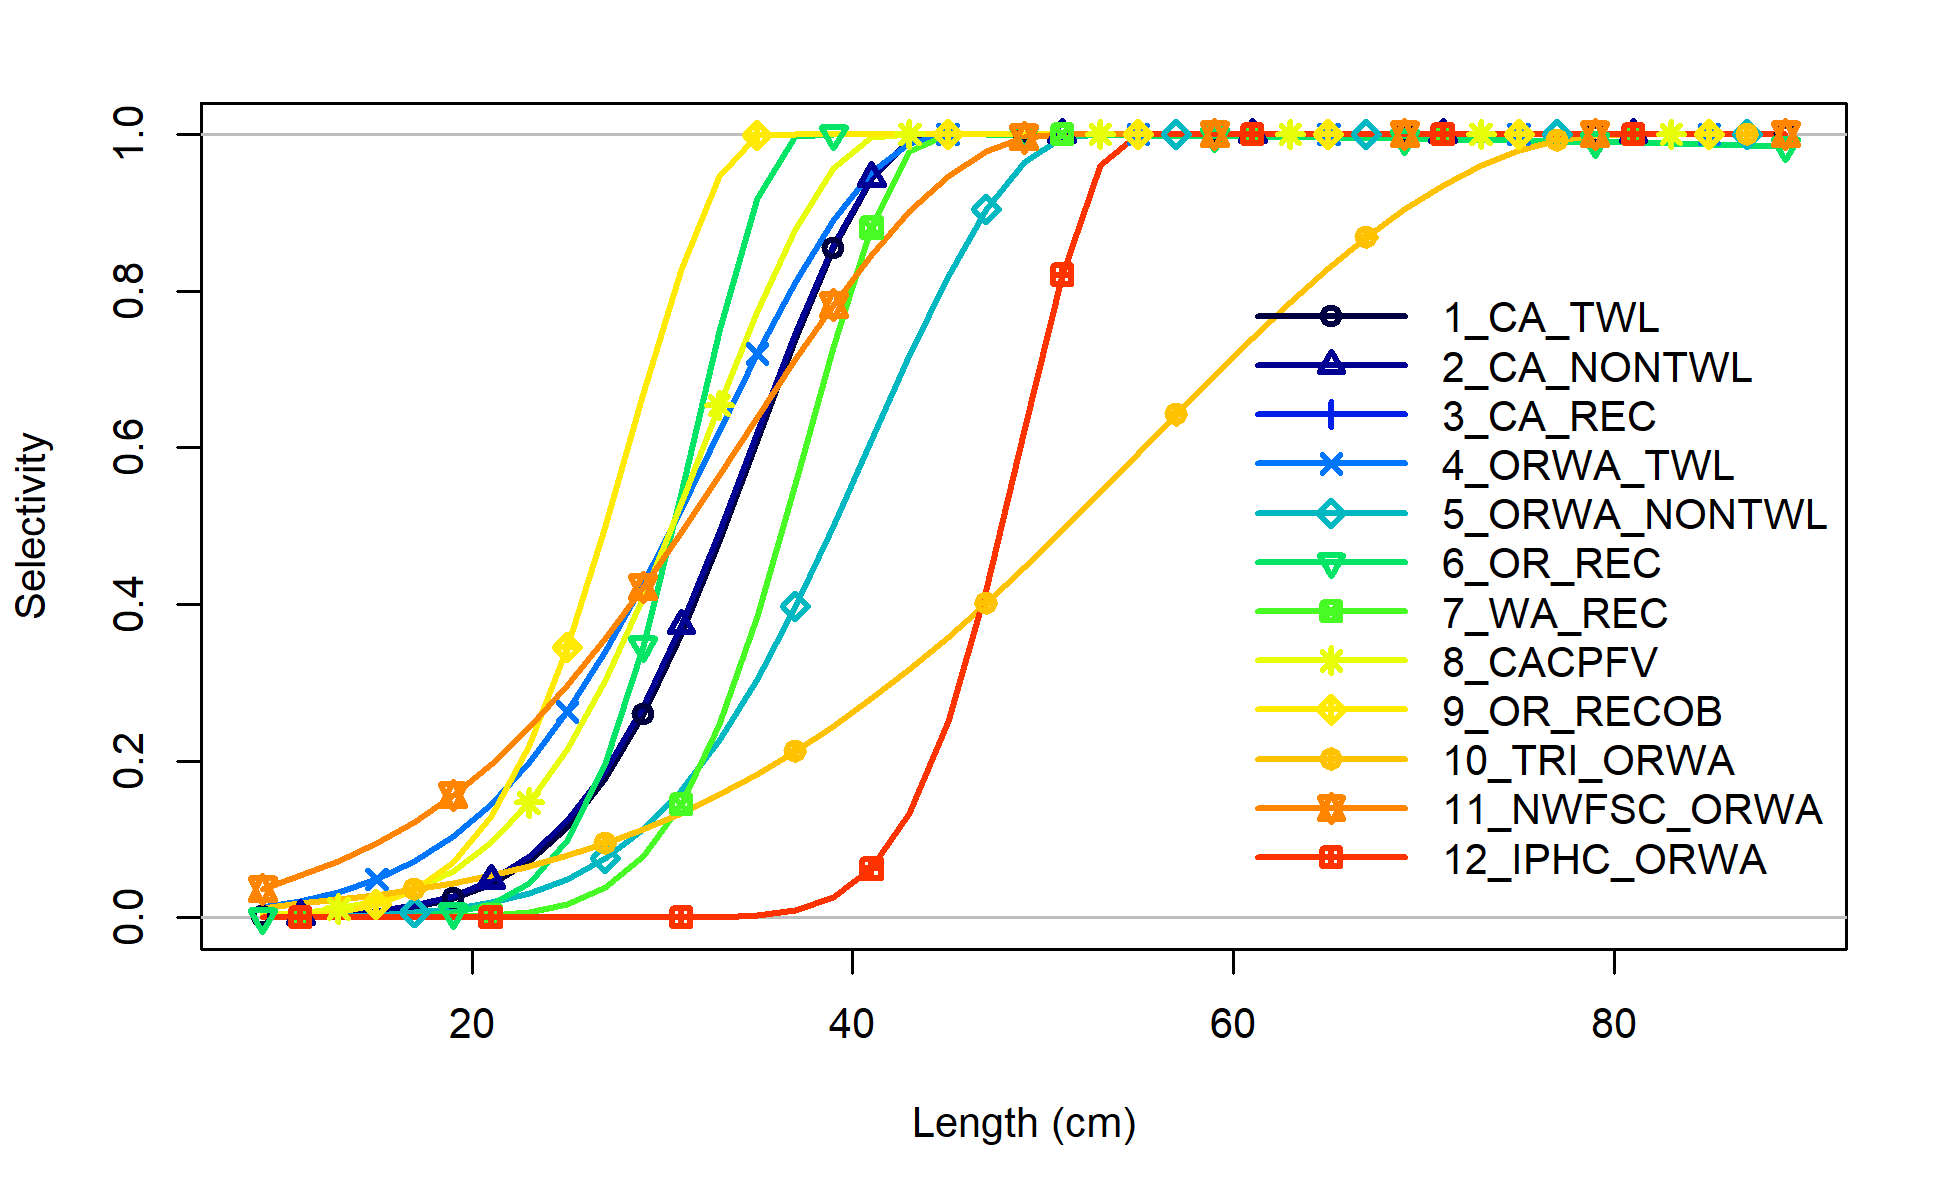 1.0
0.8
0.6
0.4
0.2
0.0
Selectivity
1_CA_TWL
2_CA_NONTWL
3_CA_REC
4_ORWA_TWL
5_ORWA_NONTWL
6_OR_REC
7_WA_REC
8_CACPFV
9_OR_RECOB
10_TRI_ORWA
11_NWFSC_ORWA
12_IPHC_ORWA
20 40 60 80
Length (cm)